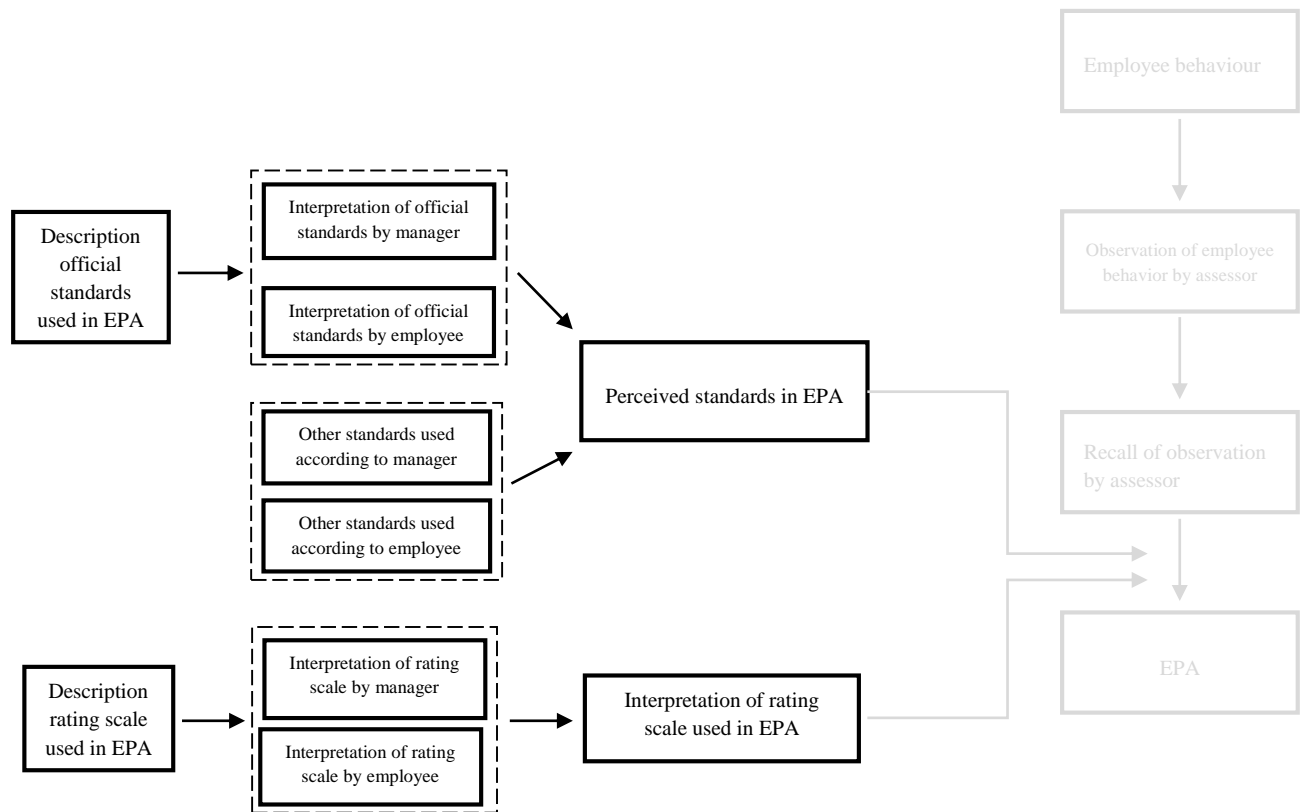 Employee behaviour
Interpretation of official
standards by manager
Description
official
standards
used in EPA
Observation of employee
behavior by assessor
Interpretation of official
standards by employee
Perceived standards in EPA
Other standards used
according to manager
Recall of observation
by assessor
Other standards used
according to employee
Interpretation of rating
scale by manager
EPA
Description
rating scale
used in EPA
Interpretation of rating
scale used in EPA
Interpretation of rating
scale by employee